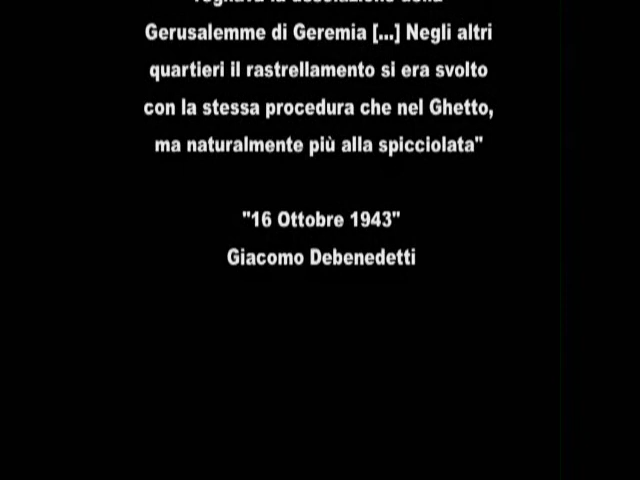 Gerusalemme di Geremia [...] Negli altri
quartieri il rastrellamento si era svolto
con la stessa procedura che nel Ghetto,
ma naturalmente più alla spicciolata"
"16 Ottobre 1943"
Giacomo Debenedetti